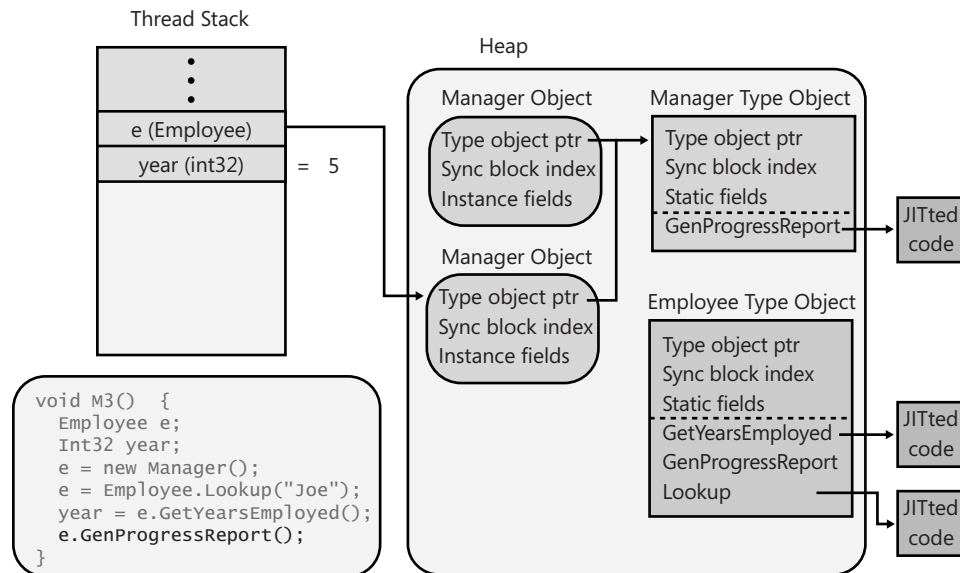 Thread Stack
e (Employee)
year (int32)
= 5
Heap
Manager Object
Type object ptr
Sync block index
Instance fields
Manager Object
Type object ptr
Sync block index
Instance fields
Manager Type Object
Type object ptr
Sync block index
Static fields
GenProgressReport
JITted
code
Employee Type Object
Type object ptr
Sync block index
Static fields
GetYearsEmployed
GenProgressReport
Lookup
JITted
code
JITted
code
void M3() {
Employee e;
Int32 year;
e = new Manager();
e = Employee.Lookup("Joe");
year = e.GetYearsEmployed();
e.GenProgressReport();
}